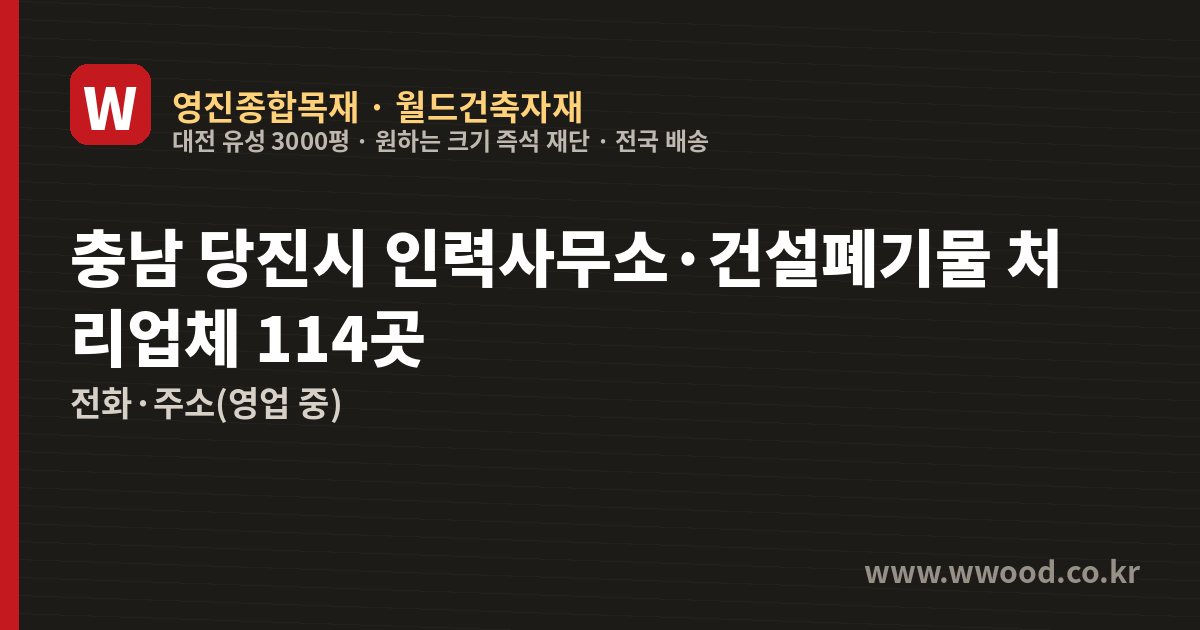 W
영진종합목재 · 월드건축자재
대전 유성 3000평 · 원하는 크기 즉석 재단 · 전국 배송
충남 당진시 인력사무소·건설폐기물 처
리업체 114곳
전화·주소(영업 중)
www.wwood.co.kr